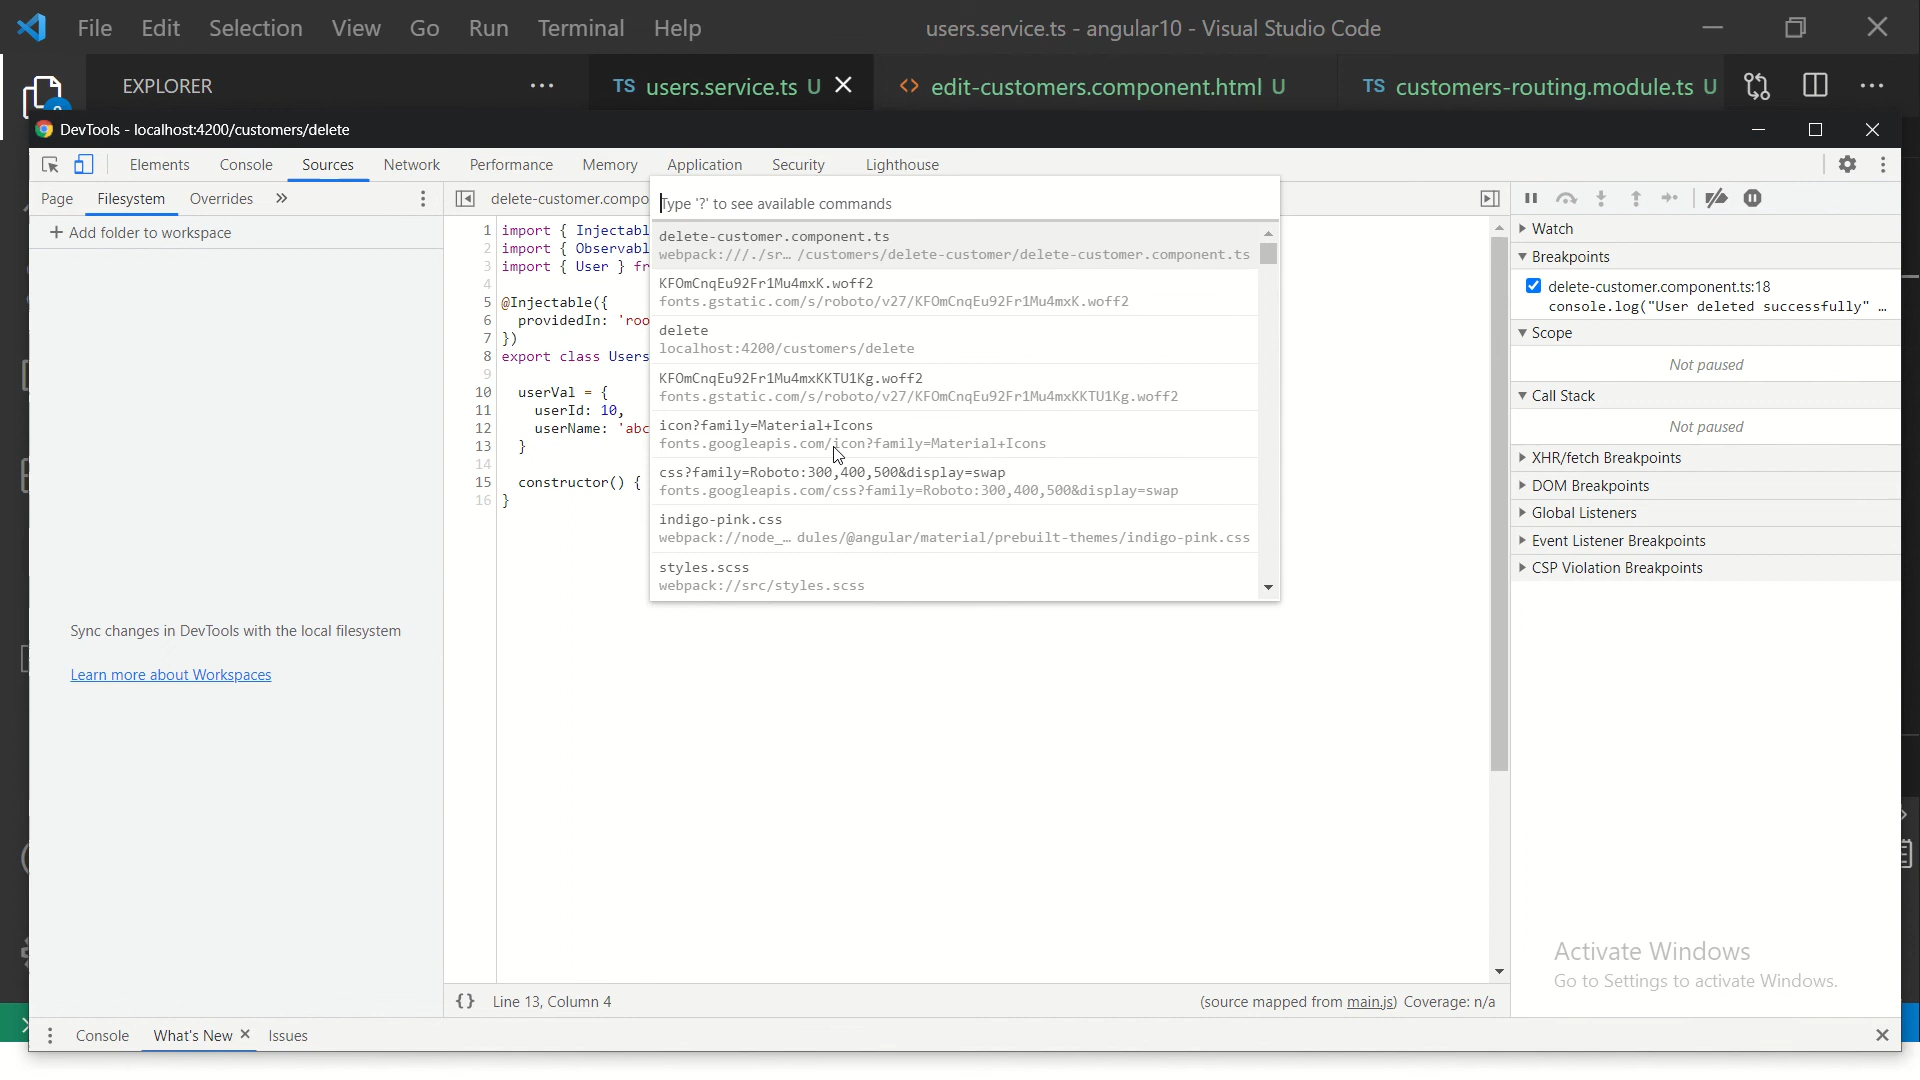 File Edit Selection View Go Run Terminal Help users.service.ts - angular10 - Visual Studio Code
EXPLORER ... TS users.service.ts U <> edit-customers.component.html U TS customers-routing.module.ts U ...
DevTools - localhost:4200/customers/delete
Elements Console Sources Network Performance Memory Application Security Lighthouse
Page Filesystem Overrides » delete-customer.compo
+ Add folder to workspace
Sync changes in DevTools with the local filesystem
Learn more about Workspaces
1 import { Injectabl
2 import { Observabl
3 import { User } fr
4
5 @Injectable({
6 providedIn: 'roo
7 })
8 export class Users
9
10 userVal = {
11 userId: 10,
12 userName: 'abc
13 }
14
15 constructor() {
16 }
Type '?' to see available commands
delete-customer.component.ts
webpack:///./sr… /customers/delete-customer/delete-customer.component.ts
KFOmCnqEu92Fr1Mu4mxK.woff2
fonts.gstatic.com/s/roboto/v27/KFOmCnqEu92Fr1Mu4mxK.woff2
delete
localhost:4200/customers/delete
KFOmCnqEu92Fr1Mu4mxKKTU1Kg.woff2
fonts.gstatic.com/s/roboto/v27/KFOmCnqEu92Fr1Mu4mxKKTU1Kg.woff2
icon?family=Material+Icons
fonts.googleapis.com/icon?family=Material+Icons
css?family=Roboto:300,400,500&display=swap
fonts.googleapis.com/css?family=Roboto:300,400,500&display=swap
indigo-pink.css
webpack://node_… dules/@angular/material/prebuilt-themes/indigo-pink.css
styles.scss
webpack://src/styles.scss
Watch
Breakpoints
delete-customer.component.ts:18
console.log("User deleted successfully" …
Scope
Not paused
Call Stack
Not paused
XHR/fetch Breakpoints
DOM Breakpoints
Global Listeners
Event Listener Breakpoints
CSP Violation Breakpoints
Activate Windows
Go to Settings to activate Windows.
{} Line 13, Column 4 (source mapped from main.js) Coverage: n/a
Console What's New × Issues